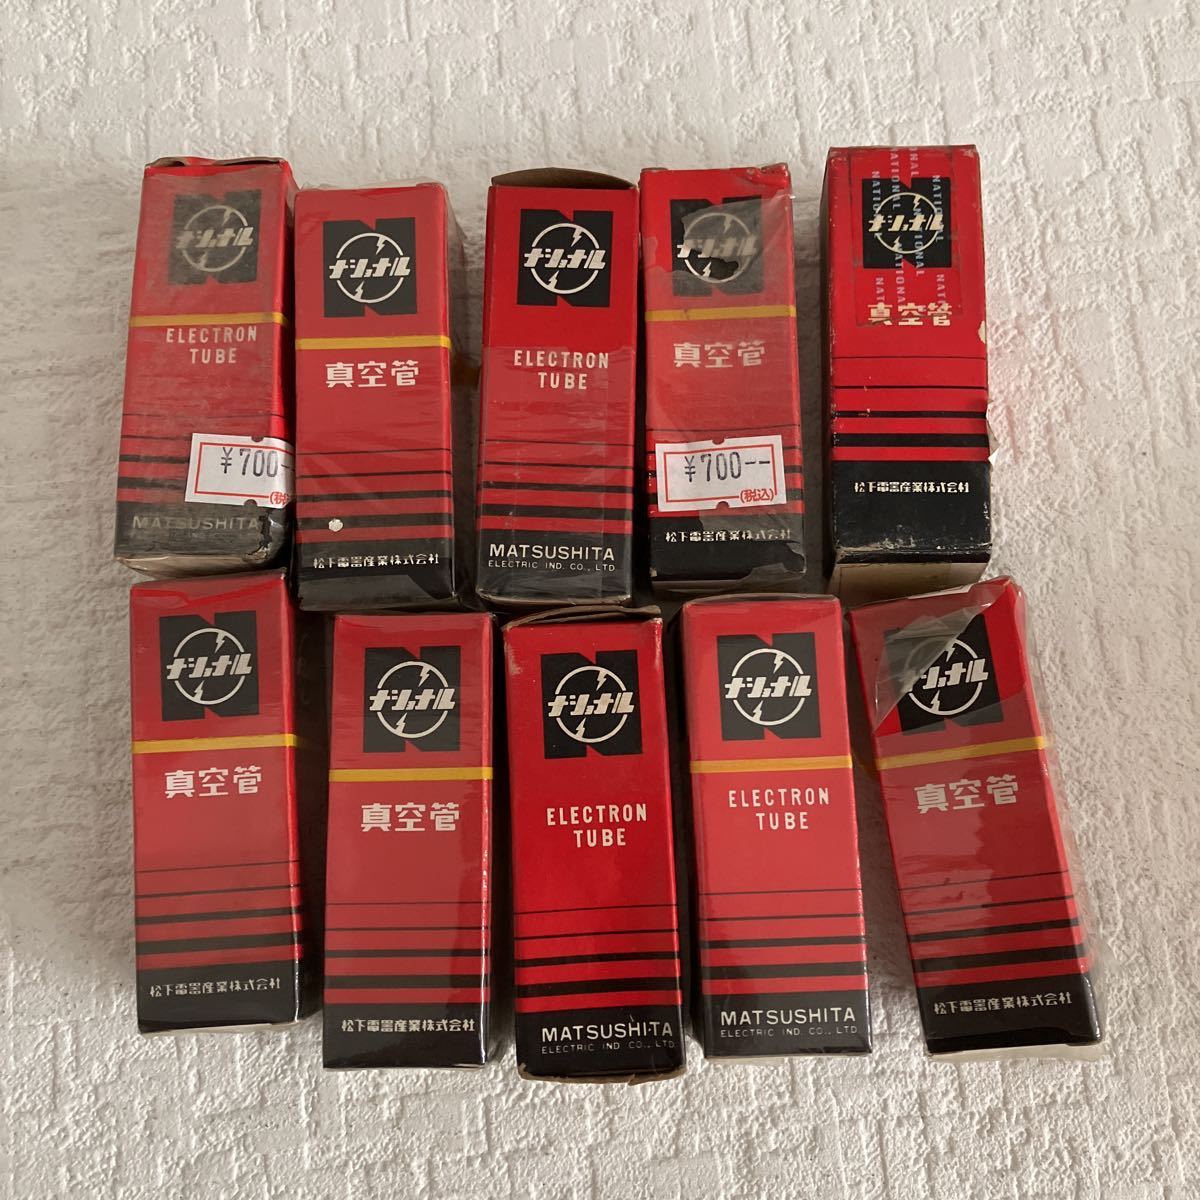 ナショナル
ELECTRON
TUBE
¥700-
(税
MATSUSHITA
ナショナル
真空管
松下電器産業株式会社
ナショナル
ELECTRON
TUBE
MATSUSHITA
ELECTRIC IND. CO., LTD.
ナショナル
真空管
¥700--
(税込)
松下電器産業株式会社
NATIONAL
NATIONAL
NATIONAL
ナショナル
真空管
松下電器産業株式会社
ナショナル
真空管
松下電器産業株式会社
ナショナル
真空管
松下電器産業株式会社
ナショナル
ELECTRON
TUBE
MATSUSHITA
ELECTRIC IND. CO., LTD.
ナショナル
ELECTRON
TUBE
MATSUSHITA
ELECTRIC IND. CO., LTD.
ナショナル
真空管
松下電器産業株式会社